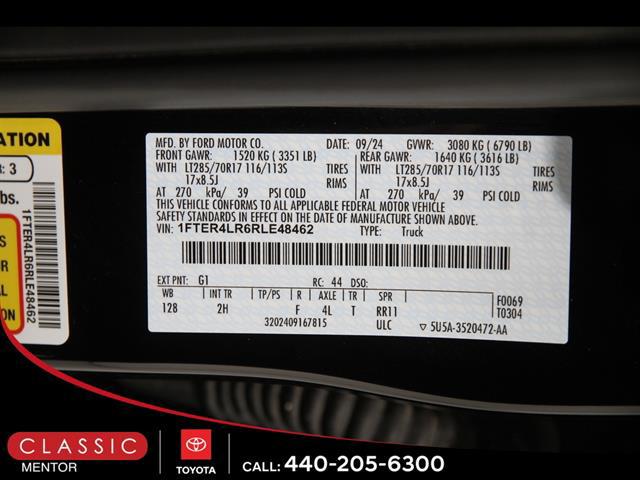 MFD. BY FORD MOTOR CO. DATE: 09/24 GVWR: 3080 KG (6790 LB)
FRONT GAWR: 1520 KG (3351 LB) REAR GAWR: 1640 KG (3616 LB)
WITH LT285/70R17 116/113S TIRES WITH LT285/70R17 116/113S TIRES
17x8.5J RIMS 17x8.5J RIMS
AT 270 kPa/ 39 PSI COLD AT 270 kPa/ 39 PSI COLD
THIS VEHICLE CONFORMS TO ALL APPLICABLE FEDERAL MOTOR VEHICLE
SAFETY STANDARDS IN EFFECT ON THE DATE OF MANUFACTURE SHOWN ABOVE.
VIN: 1FTER4LR6RLE48462 TYPE: Truck
EXT PNT: G1 RC: 44 DSO:
WB INT TR TP/PS R AXLE TR SPR F0069
128 2H F 4L T RR11 T0304
3202409167815 ULC ▽ 5U5A-3520472-AA
ATION
: 3
bs.
S
UR
AL
ON
1FTER4LR6RLE48462
CLASSIC
MENTOR
TOYOTA
CALL: 440-205-6300